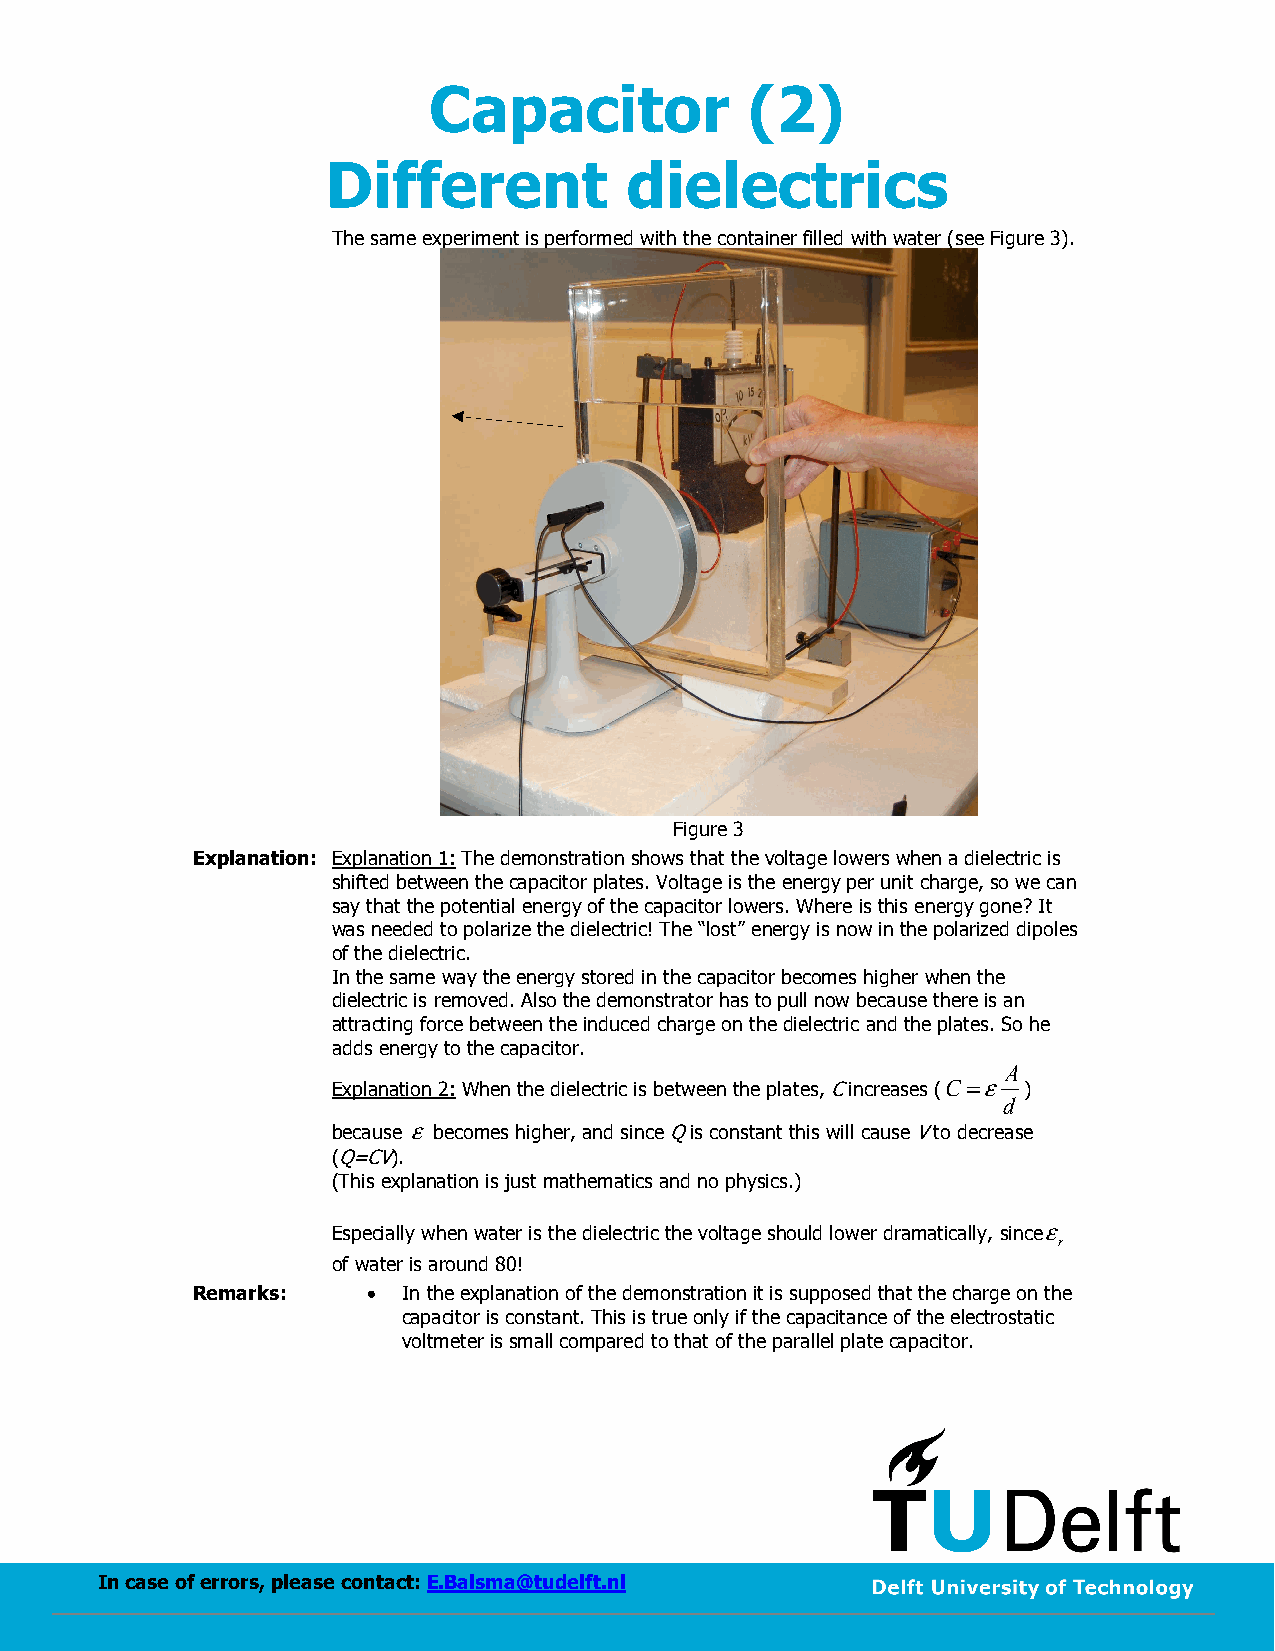 Capacitor (2)
Different dielectrics
The same experiment is performed with the container filled with water (see Figure 3).
10 15 2
0
Figure 3
Explanation: Explanation 1: The demonstration shows that the voltage lowers when a dielectric is
shifted between the capacitor plates. Voltage is the energy per unit charge, so we can
say that the potential energy of the capacitor lowers. Where is this energy gone? It
was needed to polarize the dielectric! The “lost” energy is now in the polarized dipoles
of the dielectric.
In the same way the energy stored in the capacitor becomes higher when the
dielectric is removed. Also the demonstrator has to pull now because there is an
attracting force between the induced charge on the dielectric and the plates. So he
adds energy to the capacitor.
Explanation 2: When the dielectric is between the plates, C increases ( C = ε A/d )
because ε becomes higher, and since Q is constant this will cause V to decrease
(Q=CV).
(This explanation is just mathematics and no physics.)
Especially when water is the dielectric the voltage should lower dramatically, since εr
of water is around 80!
Remarks: • In the explanation of the demonstration it is supposed that the charge on the
capacitor is constant. This is true only if the capacitance of the electrostatic
voltmeter is small compared to that of the parallel plate capacitor.
TU Delft
In case of errors, please contact: E.Balsma@tudelft.nl
Delft University of Technology